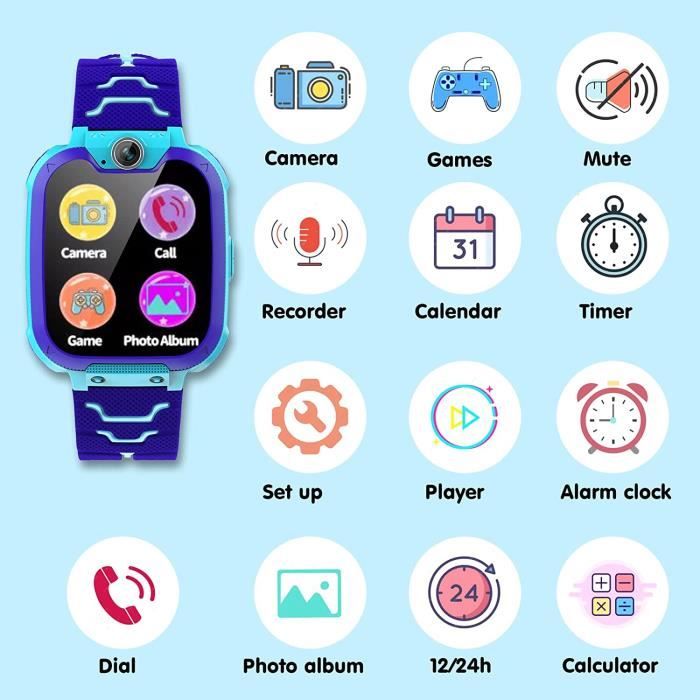 Camera
Games
Mute
Camera
Call
Game
Photo Album
31
Recorder
Calendar
Timer
Set up
Player
Alarm clock
24
Dial
Photo album
12/24h
Calculator